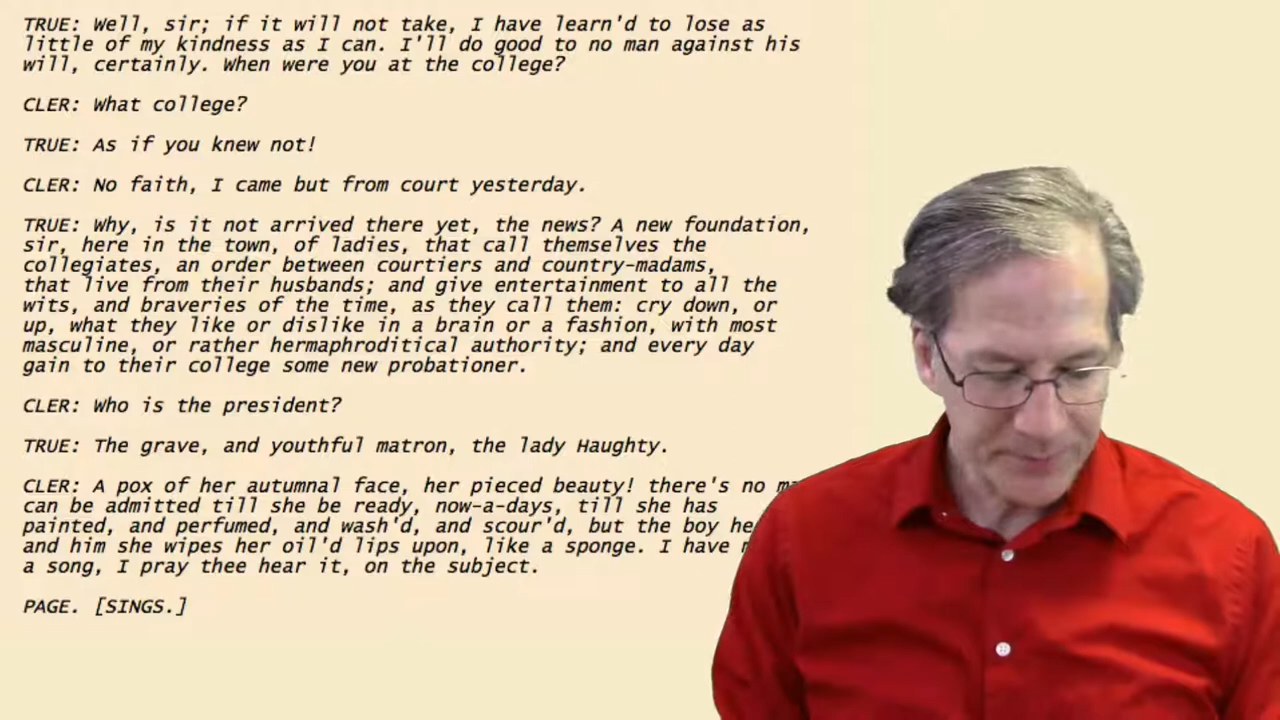 TRUE: Well, sir; if it will not take, I have learn'd to lose as
little of my kindness as I can. I'll do good to no man against his
will, certainly. When were you at the college?
CLER: What college?
TRUE: As if you knew not!
CLER: No faith, I came but from court yesterday.
TRUE: Why, is it not arrived there yet, the news? A new foundation,
sir, here in the town, of ladies, that call themselves the
collegiates, an order between courtiers and country-madams,
that live from their husbands; and give entertainment to all the
wits, and braveries of the time, as they call them: cry down, or
up, what they like or dislike in a brain or a fashion, with most
masculine, or rather hermaphroditical authority; and every day
gain to their college some new probationer.
CLER: Who is the president?
TRUE: The grave, and youthful matron, the lady Haughty.
CLER: A pox of her autumnal face, her pieced beauty! there's no
can be admitted till she be ready, now-a-days, till she has
painted, and perfumed, and wash'd, and scour'd, but the boy
and him she wipes her oil'd lips upon, like a sponge. I have
a song, I pray thee hear it, on the subject.
PAGE. [SINGS.]